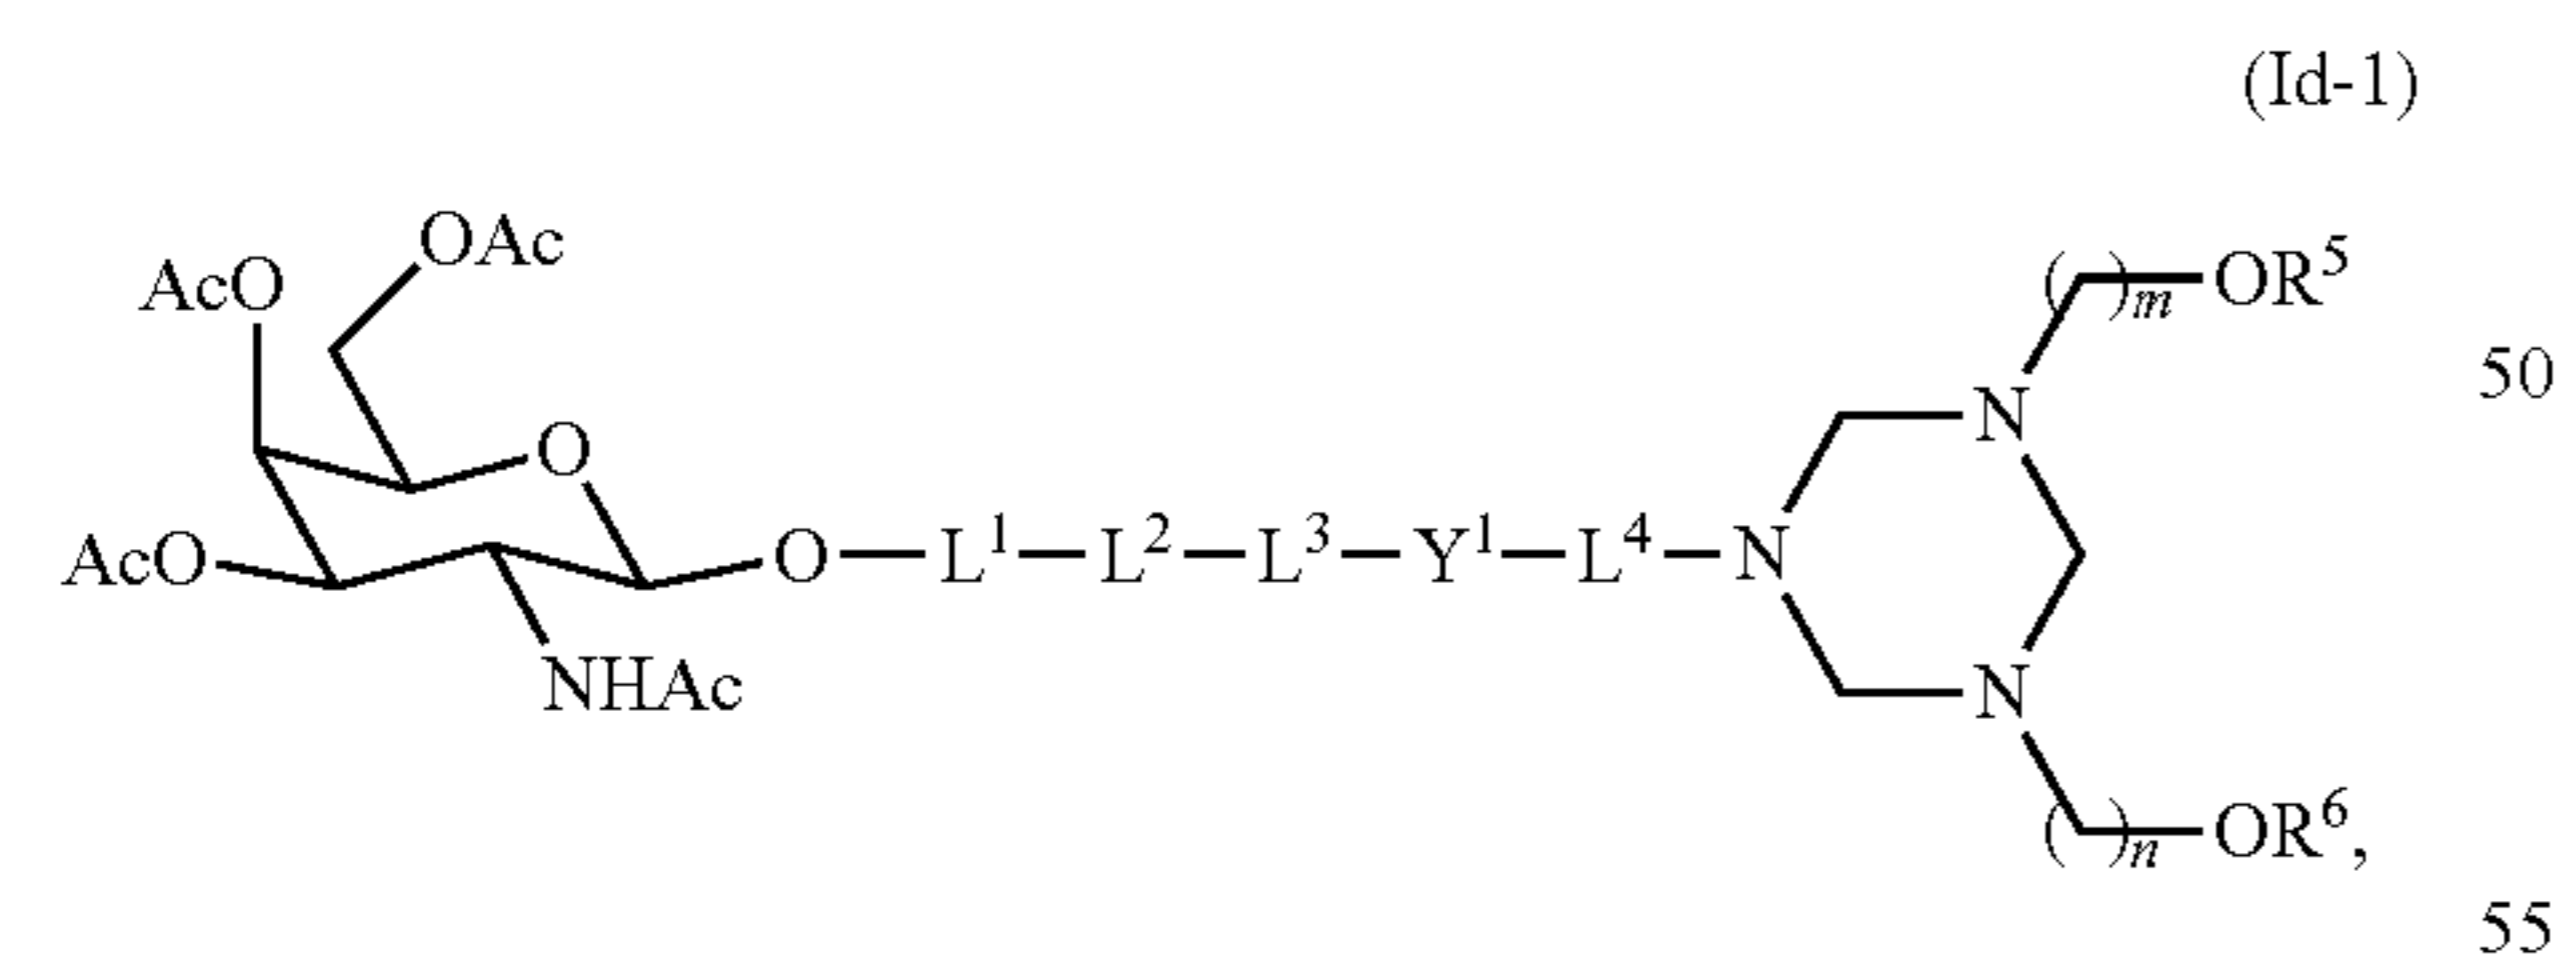 (Id-1)
OAc
AcO
OR⁵
( )m
50
N
O
AcO
O—L¹—L²—L³—Y¹—L⁴—N
NHAc
N
( )n
OR⁶,
55